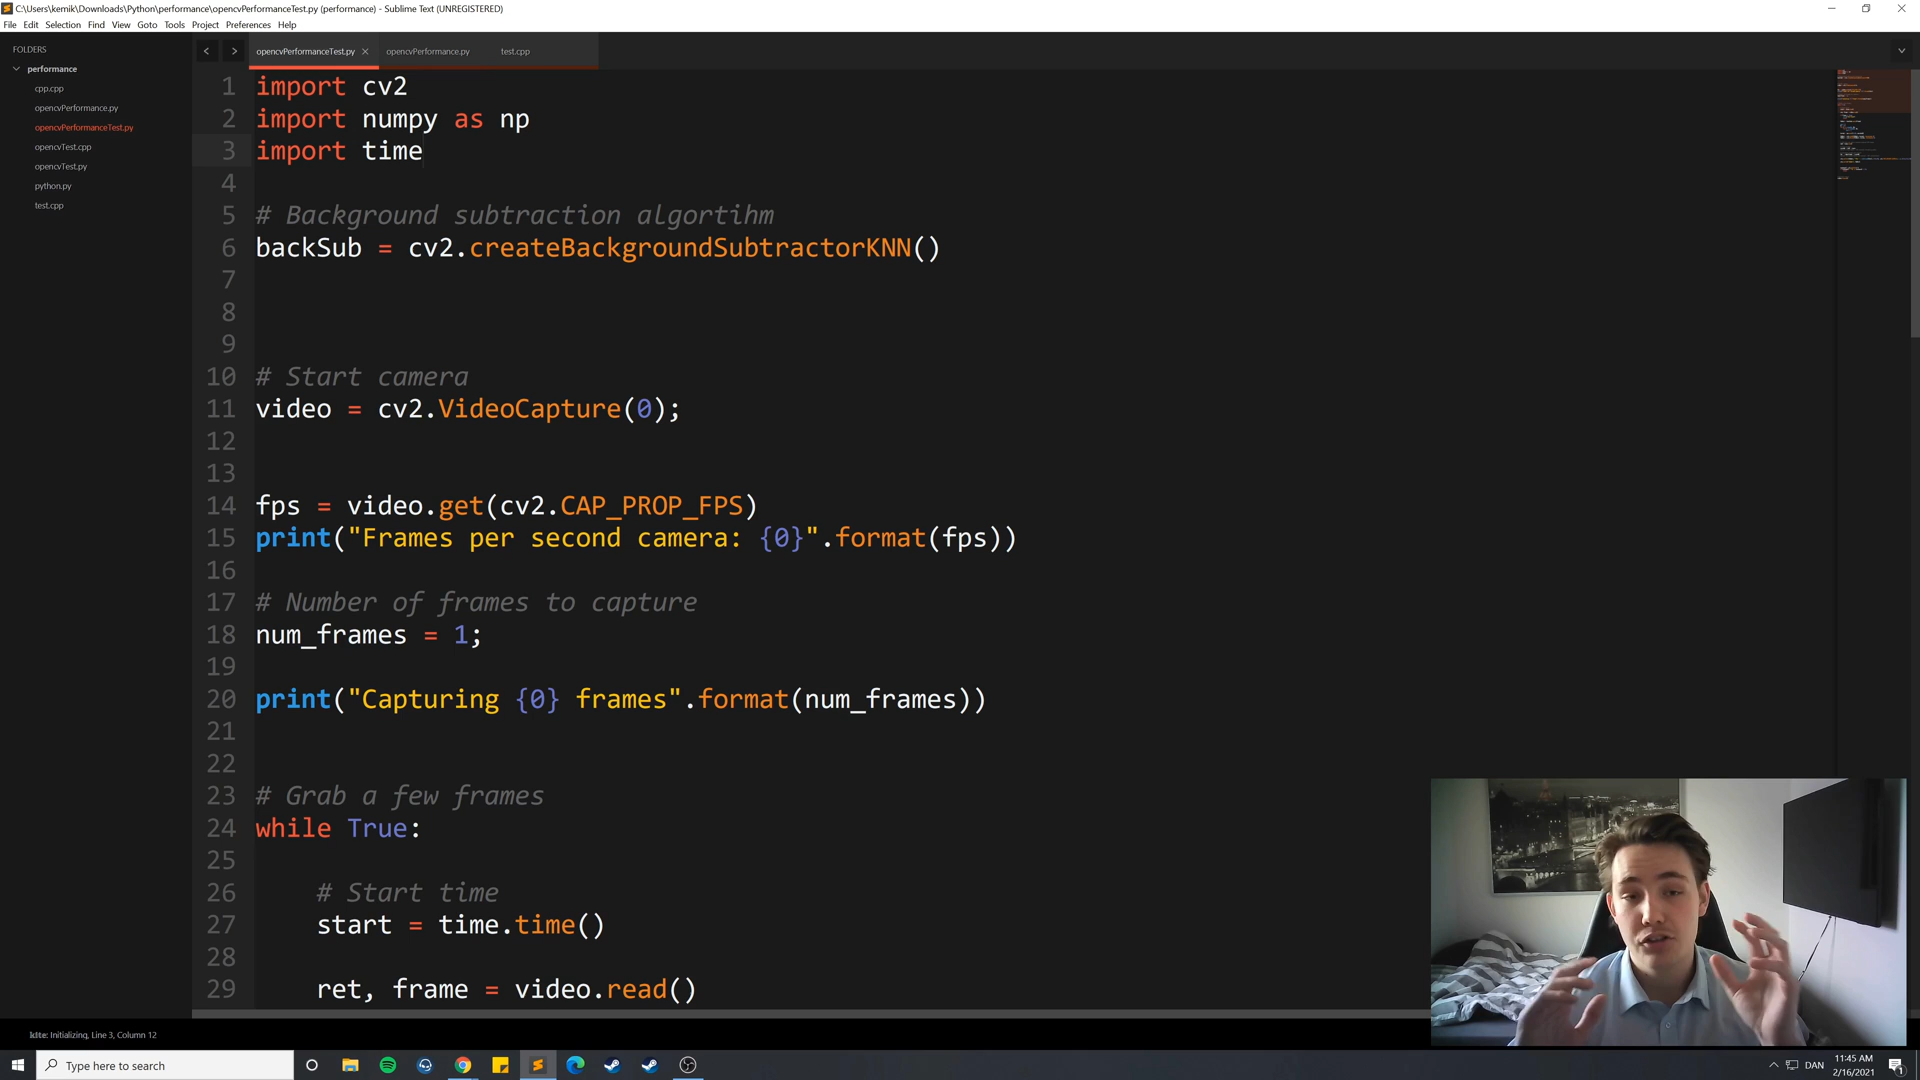 C:\Users\kemik\Downloads\Python\performance\opencvPerformanceTest.py (performance) - Sublime Text (UNREGISTERED)
File Edit Selection Find View Goto Tools Project Preferences Help
FOLDERS
performance
cpp.cpp
opencvPerformance.py
opencvPerformanceTest.py
opencvTest.cpp
opencvTest.py
python.py
test.cpp
opencvPerformanceTest.py opencvPerformance.py test.cpp
1 import cv2
2 import numpy as np
3 import time
4
5 # Background subtraction algortihm
6 backSub = cv2.createBackgroundSubtractorKNN()
7
8
9
10 # Start camera
11 video = cv2.VideoCapture(0);
12
13
14 fps = video.get(cv2.CAP_PROP_FPS)
15 print("Frames per second camera: {0}".format(fps))
16
17 # Number of frames to capture
18 num_frames = 1;
19
20 print("Capturing {0} frames".format(num_frames))
21
22
23 # Grab a few frames
24 while True:
25
26 # Start time
27 start = time.time()
28
29 ret, frame = video.read()
Initializing, Line 3, Column 12
Type here to search
DAN
11:45 AM
2/16/2021